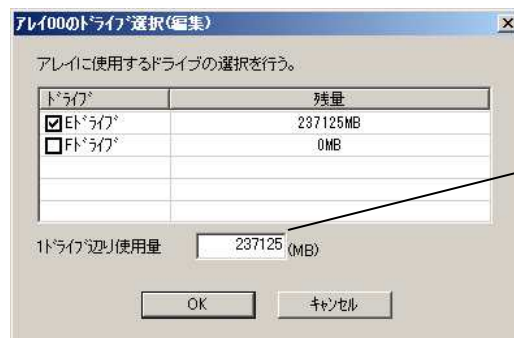 ｱﾚｲ00のﾄﾞﾗｲﾌﾞ選択(編集)
アレイに使用するドライブの選択を行う。
ﾄﾞﾗｲﾌﾞ 残量
Eﾄﾞﾗｲﾌﾞ 237125MB
Fﾄﾞﾗｲﾌﾞ 0MB
1ﾄﾞﾗｲﾌﾞ辺り使用量 237125 (MB)
OK ｷｬﾝｾﾙ